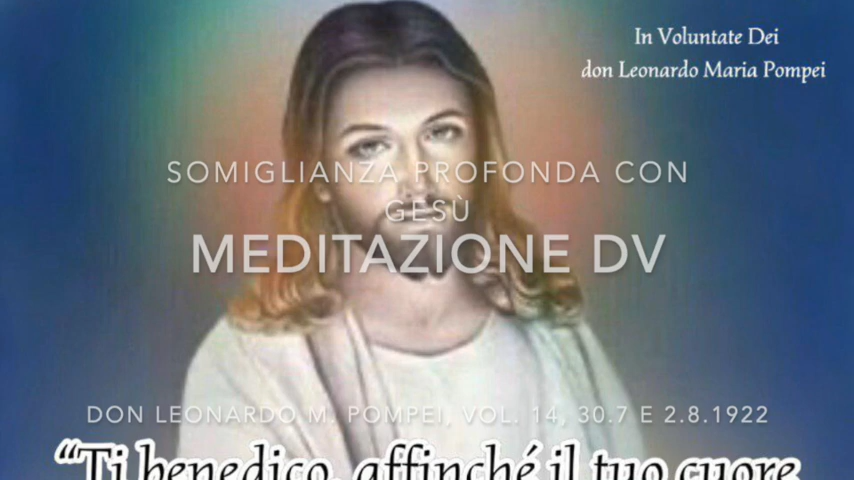 In Voluntate Dei
don Leonardo Maria Pompei
SOMIGLIANZA PROFONDA CON
GESÙ
MEDITAZIONE DV
DON LEONARDO M. POMPEI, VOL. 14, 30.7 E 2.8.1922
“Ti benedico, affinché il tuo cuore